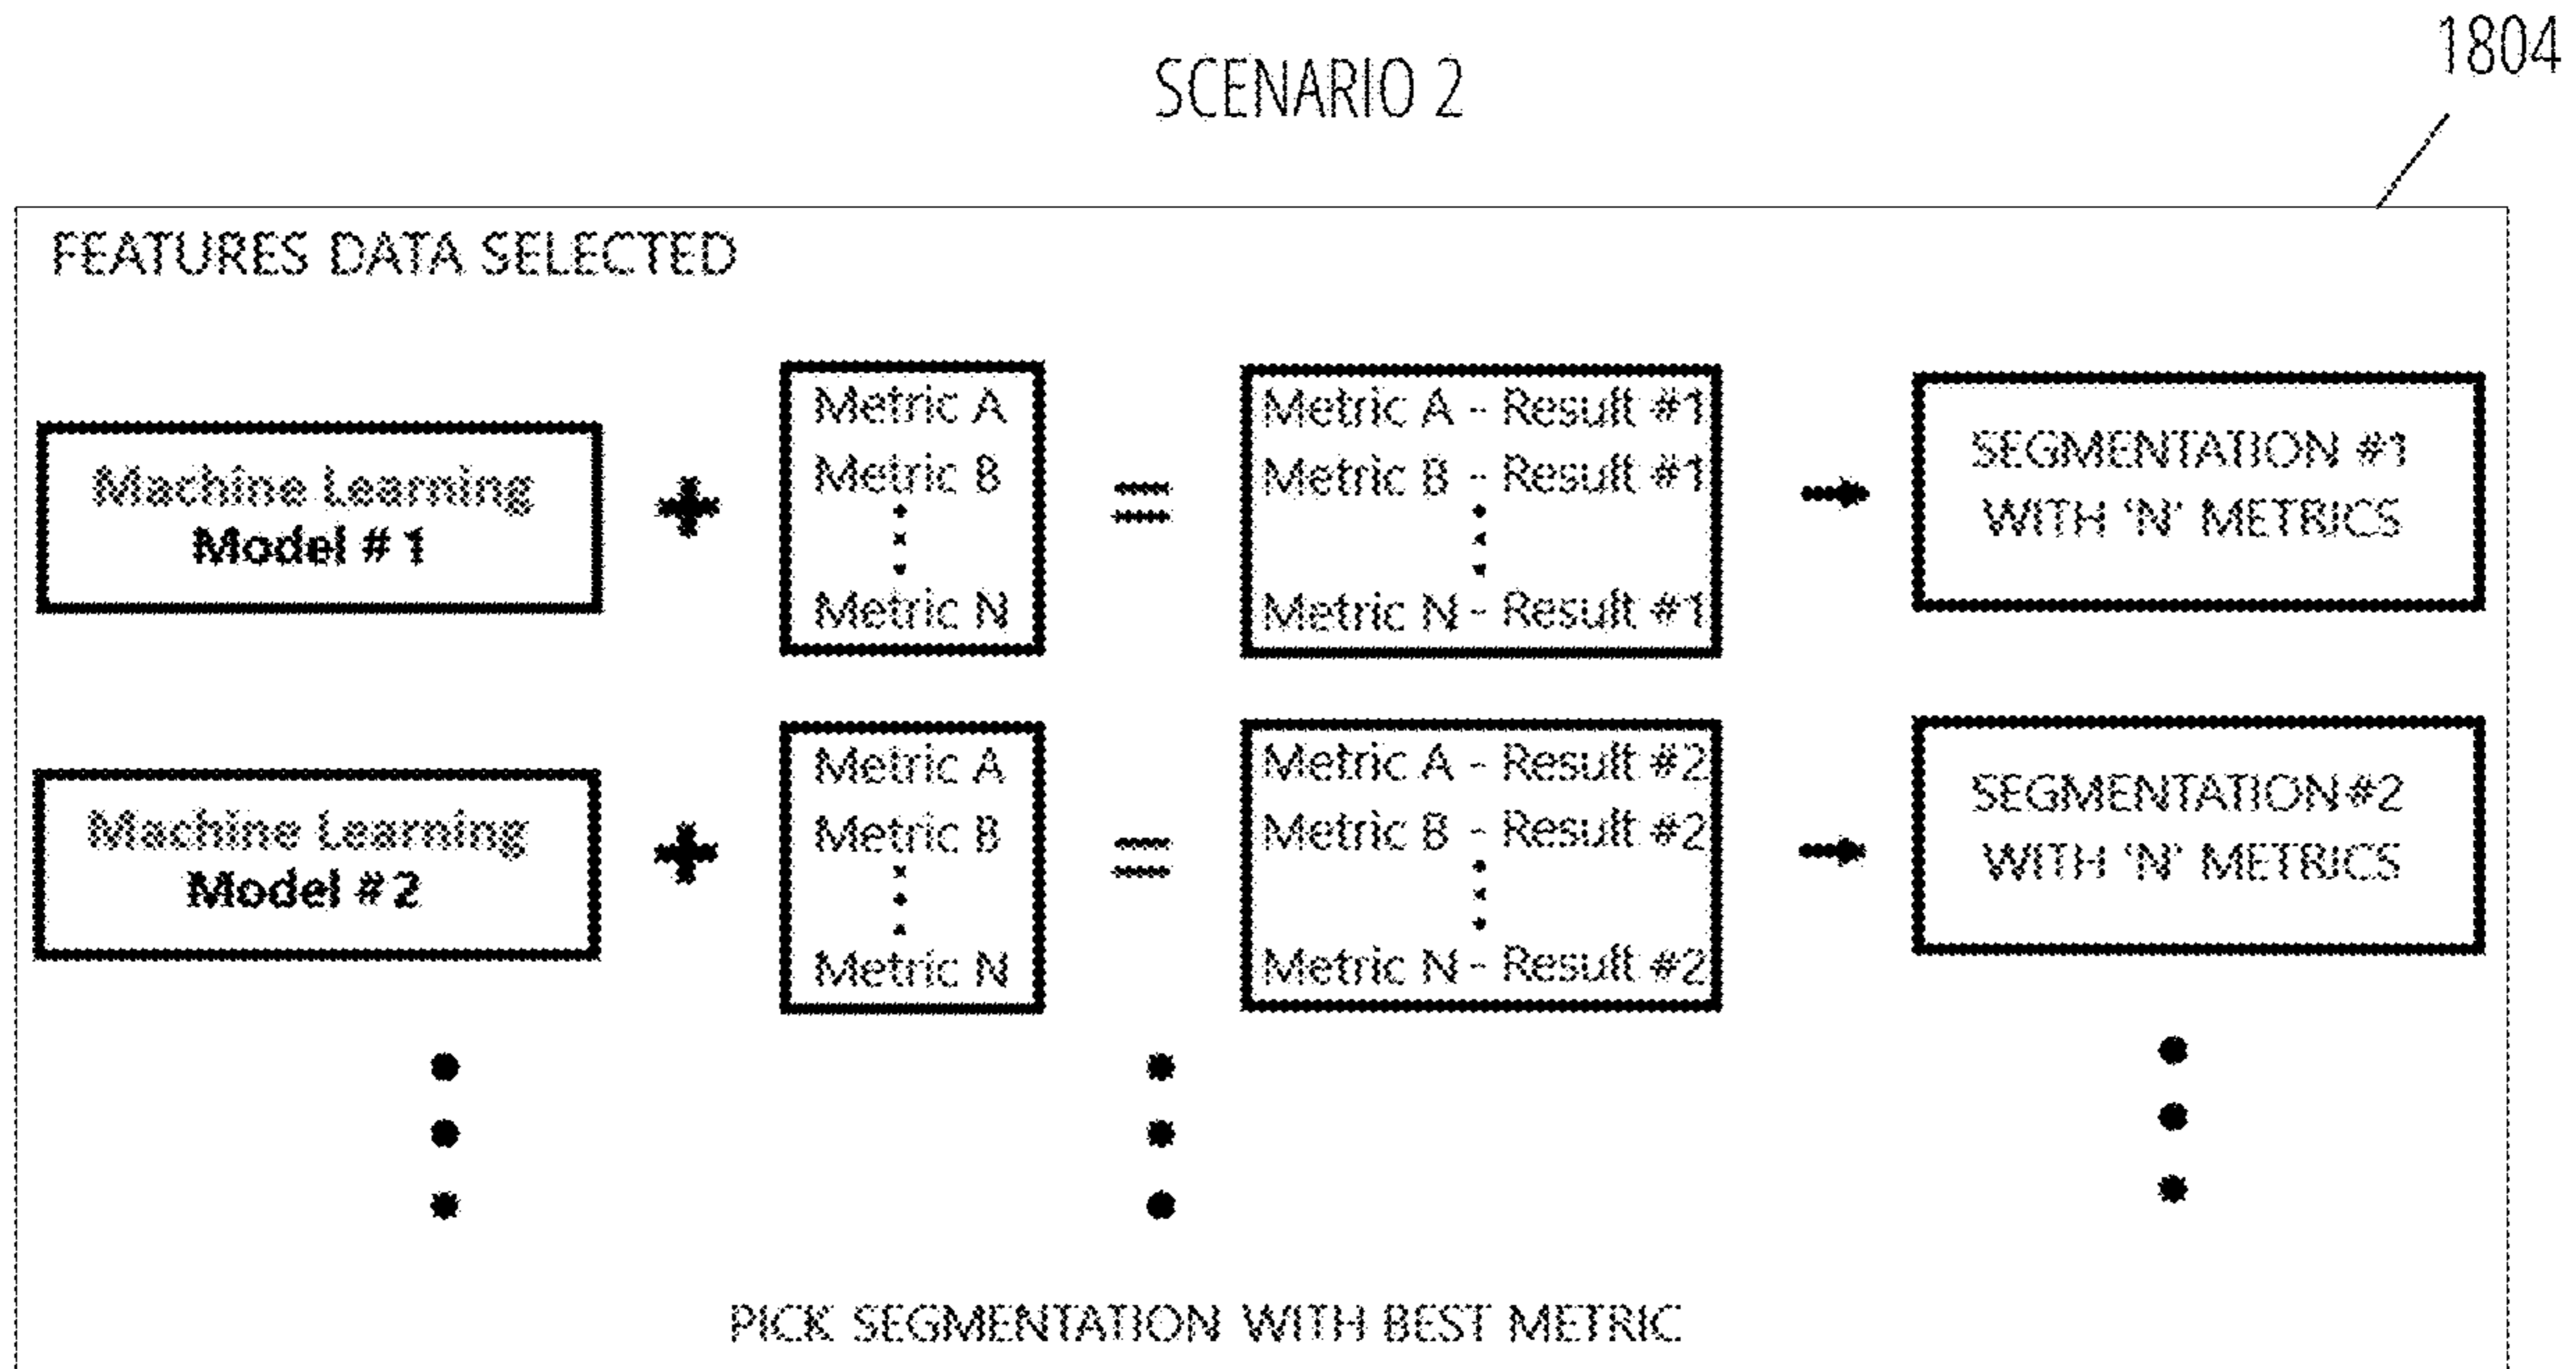 1804
SCENARIO 2
FEATURES DATA SELECTED
Machine Learning
Model # 1
+
Metric A
Metric B
Metric N
=
Metric A - Result #1
Metric B - Result #1
Metric N - Result #1
SEGMENTATION #1
WITH 'N' METRICS
Machine Learning
Model #2
+
Metric A
Metric B
Metric N
=
Metric A - Result #2
Metric B - Result #2
Metric N - Result #2
SEGMENTATION #2
WITH 'N' METRICS
PICK SEGMENTATION WITH BEST METRIC